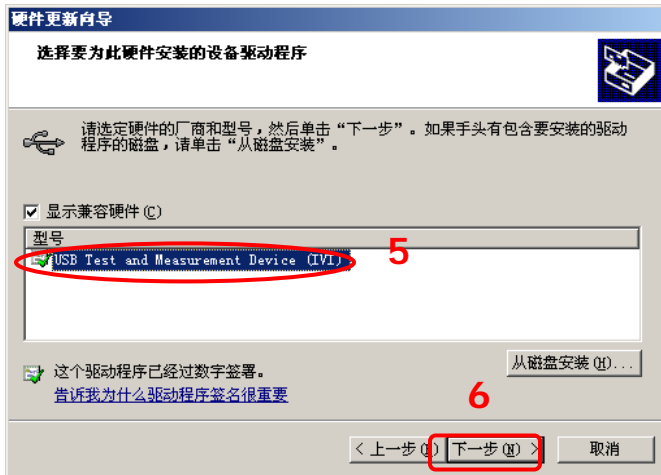 硬件更新向导
选择要为此硬件安装的设备驱动程序
请选定硬件的厂商和型号，然后单击“下一步”。如果手头有包含要安装的驱动
程序的磁盘，请单击“从磁盘安装”。
显示兼容硬件(C)
型号
USB Test and Measurement Device (IVI)
5
这个驱动程序已经过数字签署。
告诉我为什么驱动程序签名很重要
从磁盘安装(H)...
6
< 上一步(B) 下一步(N) > 取消